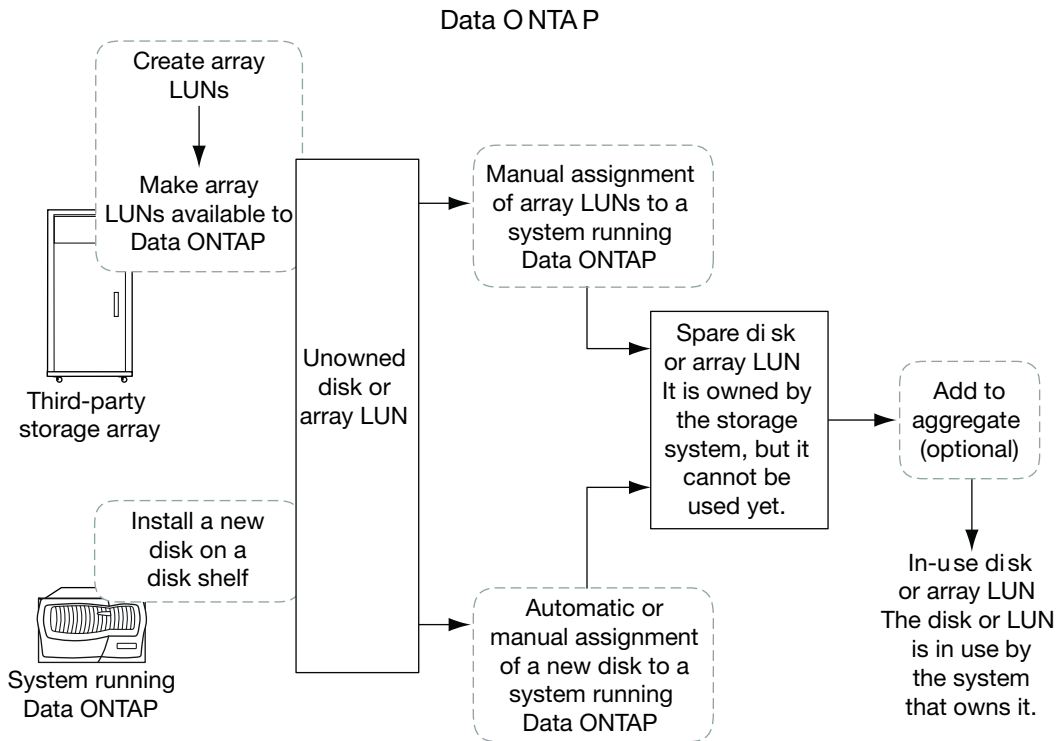 Data ONTAP
Create array
LUNs
Make array
LUNs available to
Data ONTAP
Third-party
storage array
Install a new
disk on a
disk shelf
System running
Data ONTAP
Unowned
disk or
array LUN
Manual assignment
of array LUNs to a
system running
Data ONTAP
Automatic or
manual assignment
of a new disk to a
system running
Data ONTAP
Spare disk
or array LUN
It is owned by
the storage
system, but it
cannot be
used yet.
Add to
aggregate
(optional)
In-use disk
or array LUN
The disk or LUN
is in use by
the system
that owns it.